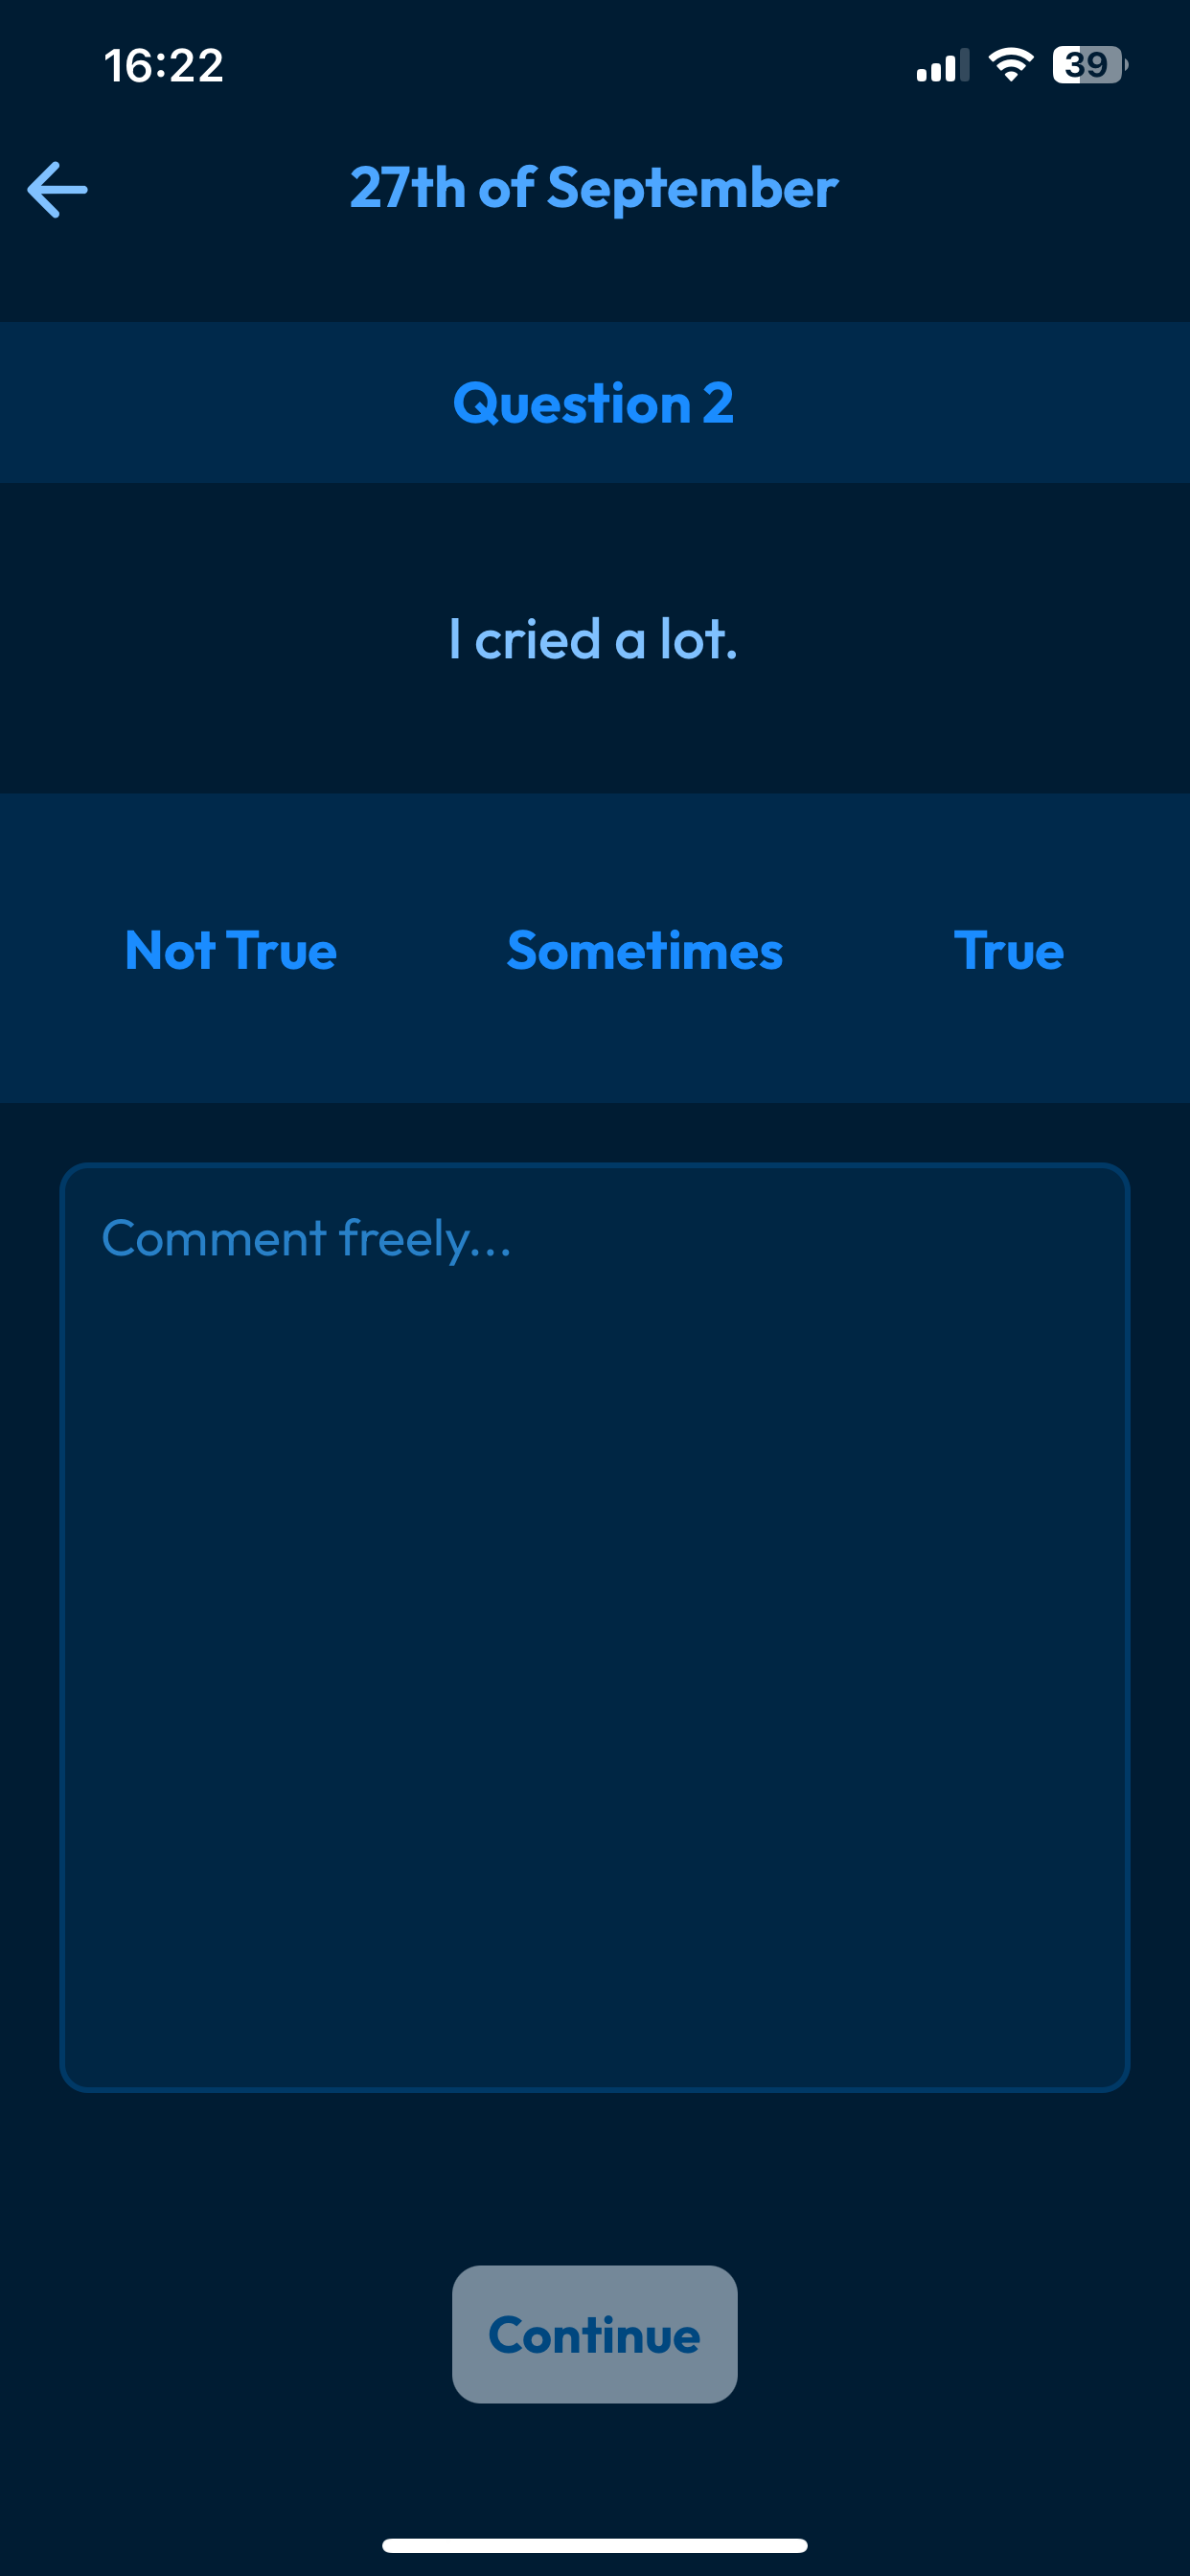 16:22
39
27th of September
Question 2
I cried a lot.
Not True Sometimes True
Comment freely...
Continue